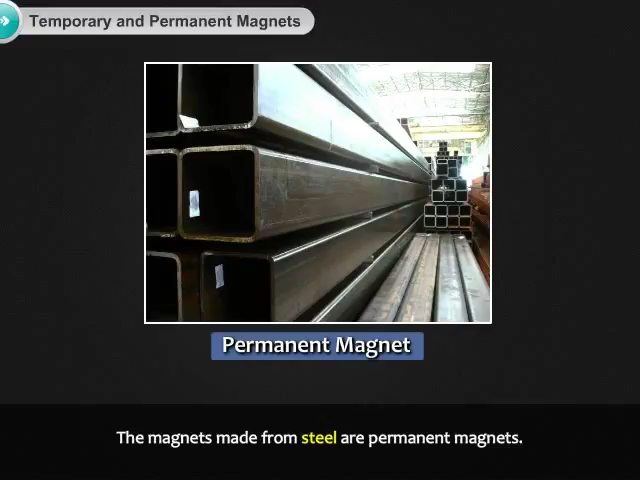 Temporary and Permanent Magnets
Permanent Magnet
The magnets made from steel are permanent magnets.